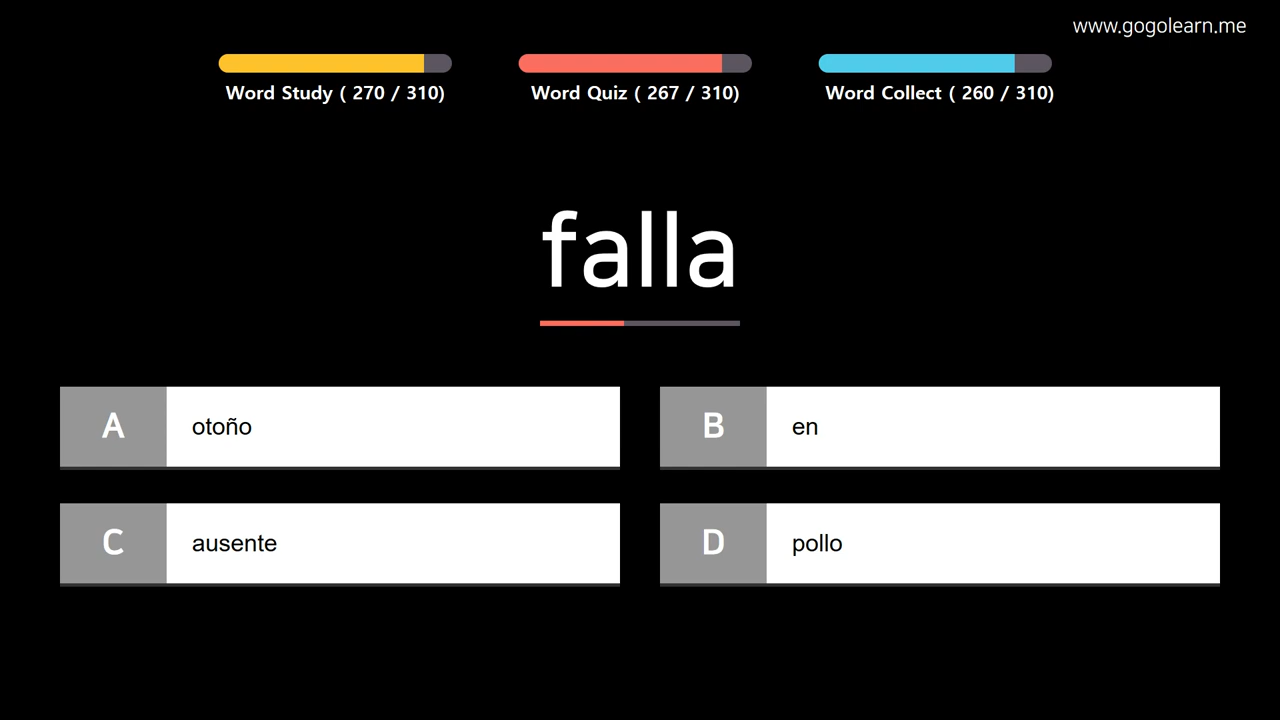 www.gogolearn.me
Word Study ( 270 / 310)
Word Quiz ( 267 / 310)
Word Collect ( 260 / 310)
falla
A otoño
B en
C ausente
D pollo